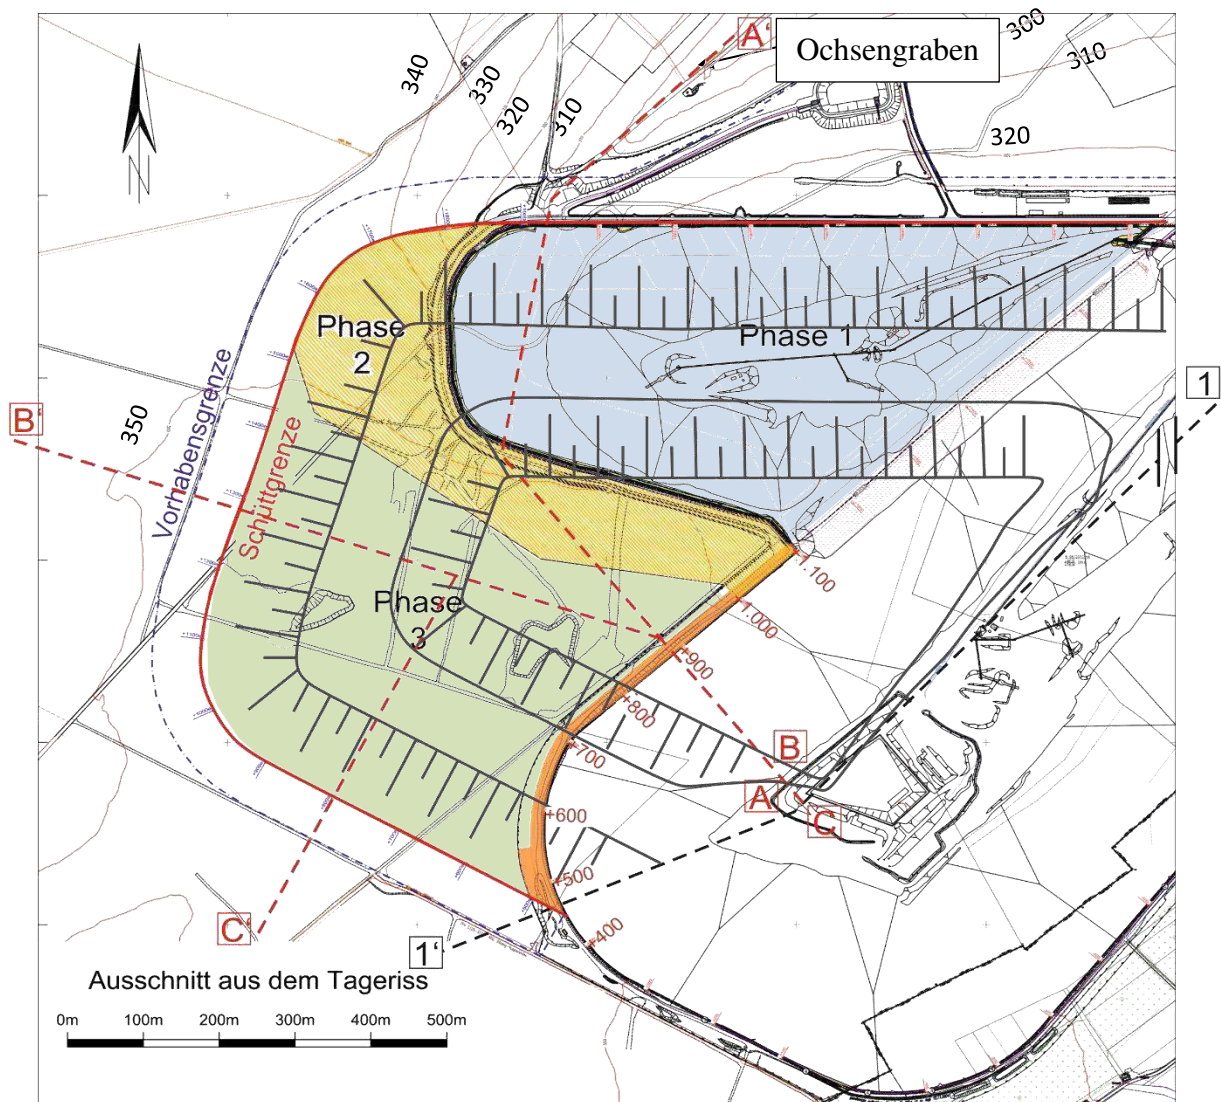 A'
Ochsengraben
300
310
340
330
320
310
320
N
Phase
2
Phase 1
1
B'
350
Vorhabensgrenze
Schüttgrenze
+1.100
+1.000
+900
+800
+700
+600
+500
+400
Phase
3
B
A
C
C'
1'
Ausschnitt aus dem Tageriss
0m 100m 200m 300m 400m 500m